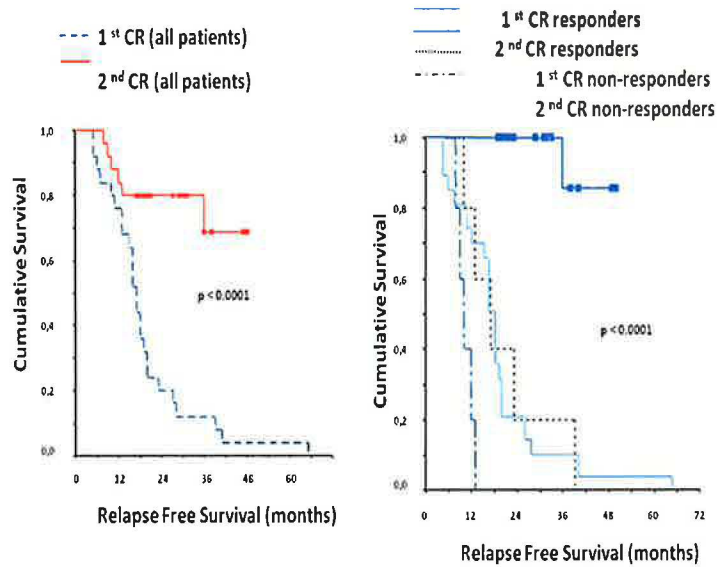 1 st CR (all patients)
2 nd CR (all patients)
Cumulative Survival
1,0
0,8
0,6
0,4
0,2
0,0
p < 0.0001
0 12 24 36 60
Relapse Free Survival (months)
1 st CR responders
2 nd CR responders
1 st CR non-responders
2 nd CR non-responders
Cumulative Survival
1,0
0,8
0,6
0,4
0,2
0,0
p < 0.0001
0 12 24 36 48 60 72
Relapse Free Survival (months)